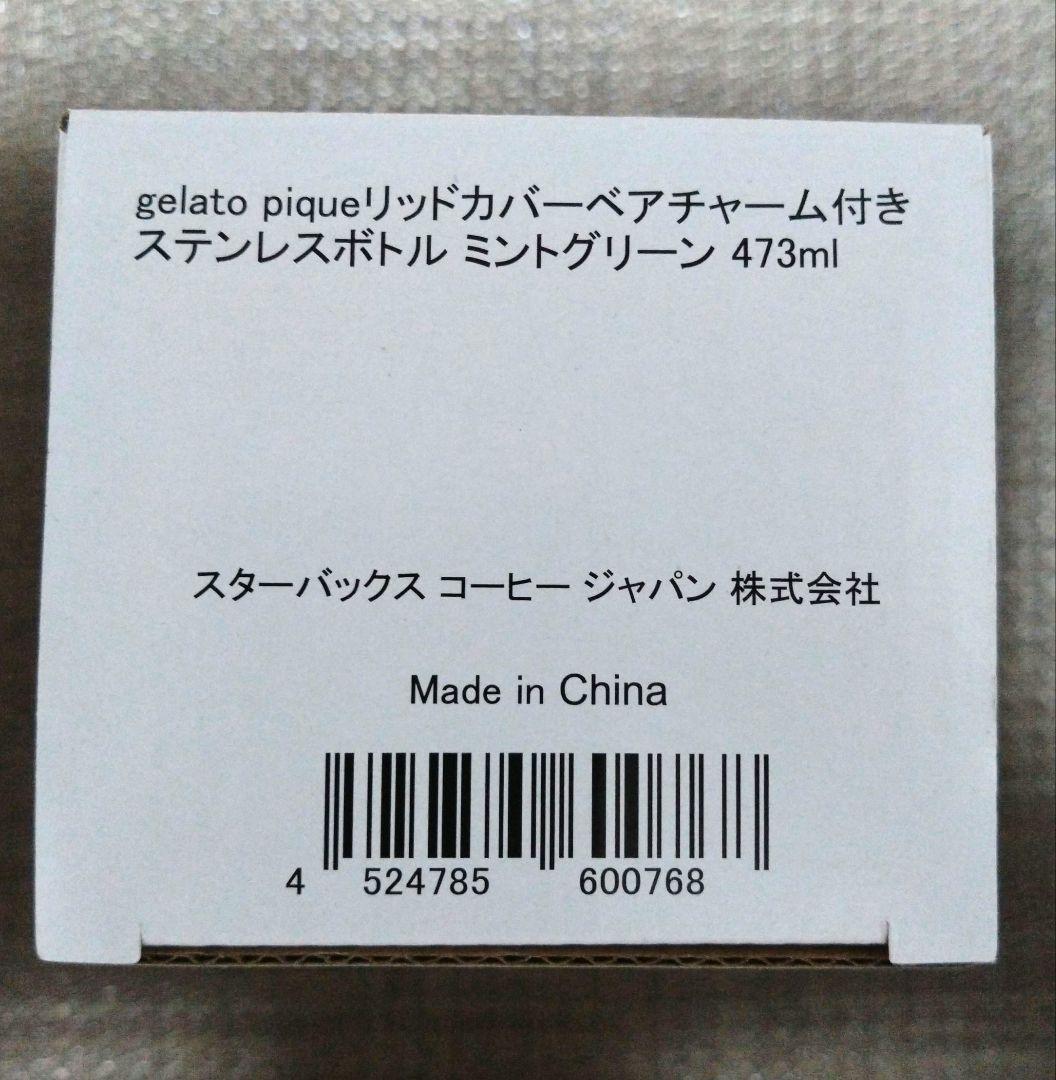 gelato piqueリッドカバーベアチャーム付き
ステンレスボトル ミントグリーン 473ml
スターバックス コーヒー ジャパン 株式会社
Made in China
4 524785 600768